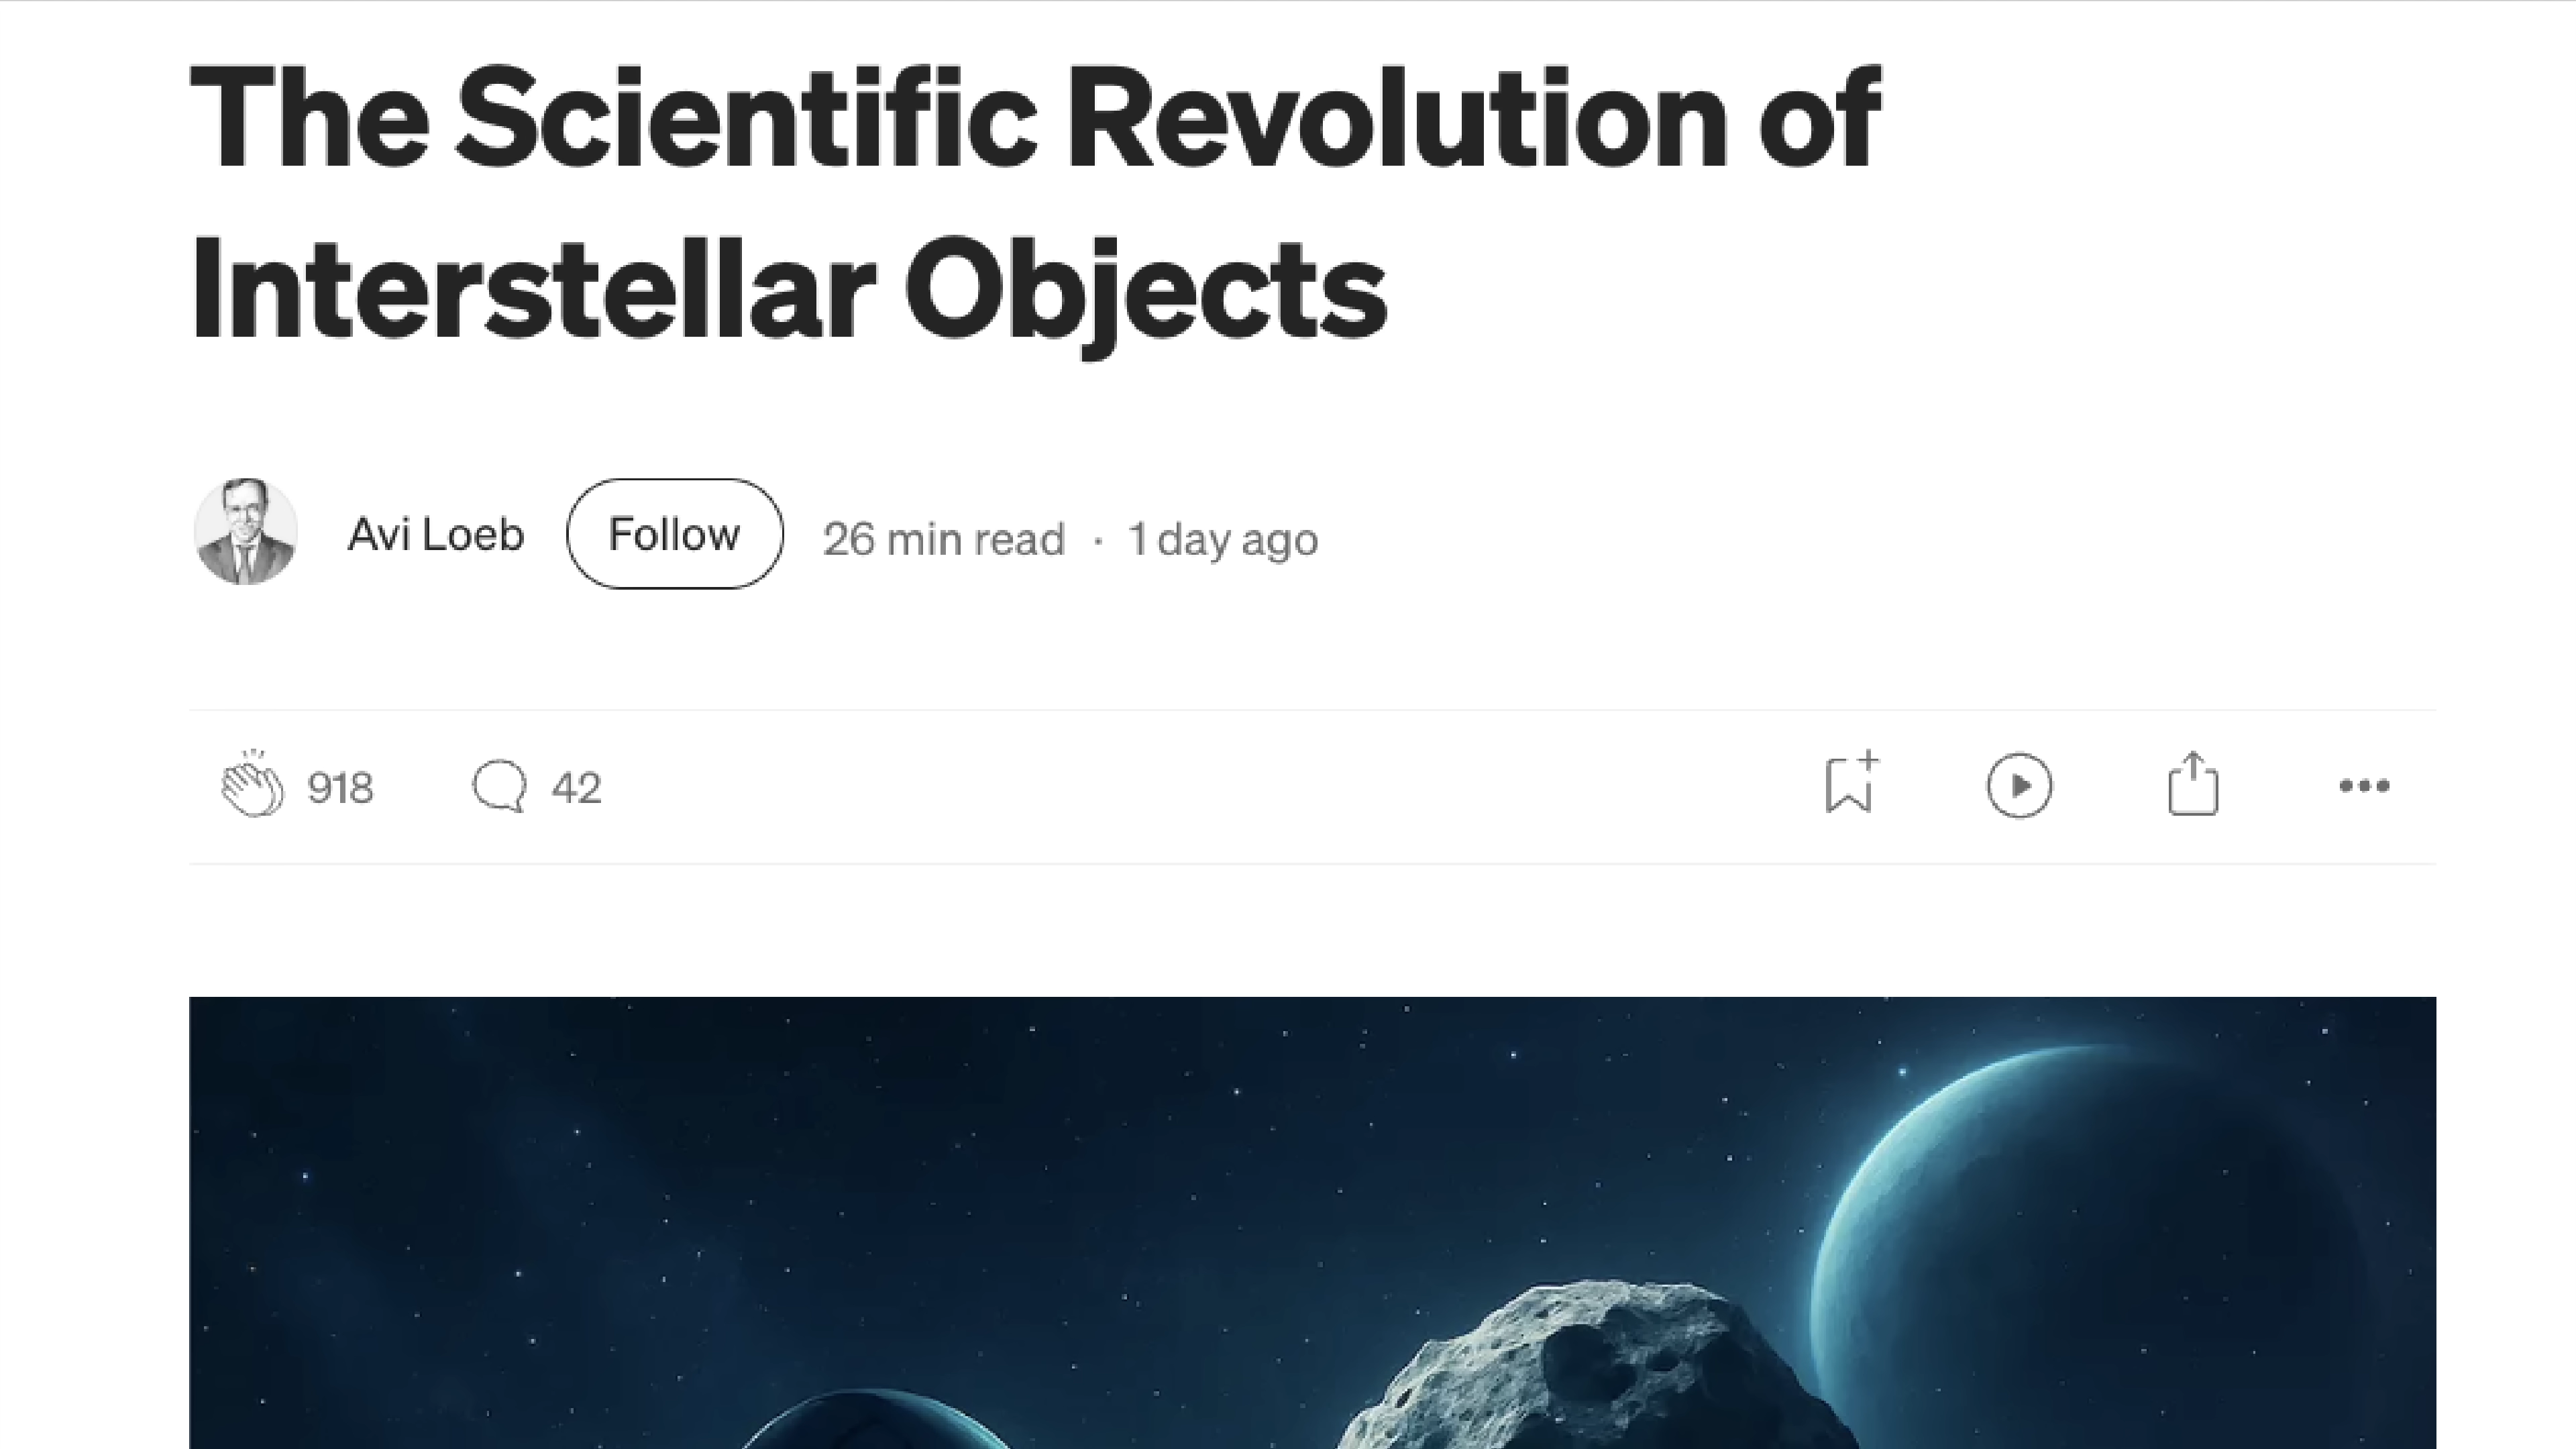 The Scientific Revolution of
Interstellar Objects
Avi Loeb Follow 26 min read · 1 day ago
918 42